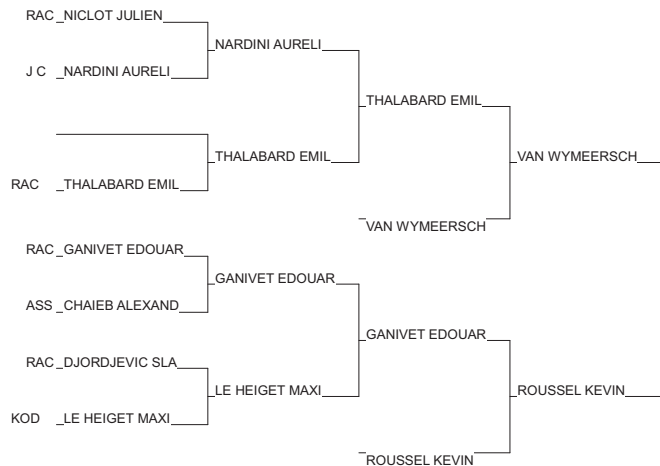 RAC NICLOT JULIEN
NARDINI AURELI
J C NARDINI AURELI
THALABARD EMIL
THALABARD EMIL
VAN WYMEERSCH
RAC THALABARD EMIL
VAN WYMEERSCH
RAC GANIVET EDOUAR
GANIVET EDOUAR
ASS CHAIEB ALEXAND
GANIVET EDOUAR
RAC DJORDJEVIC SLA
LE HEIGET MAXI
ROUSSEL KEVIN
KOD LE HEIGET MAXI
ROUSSEL KEVIN